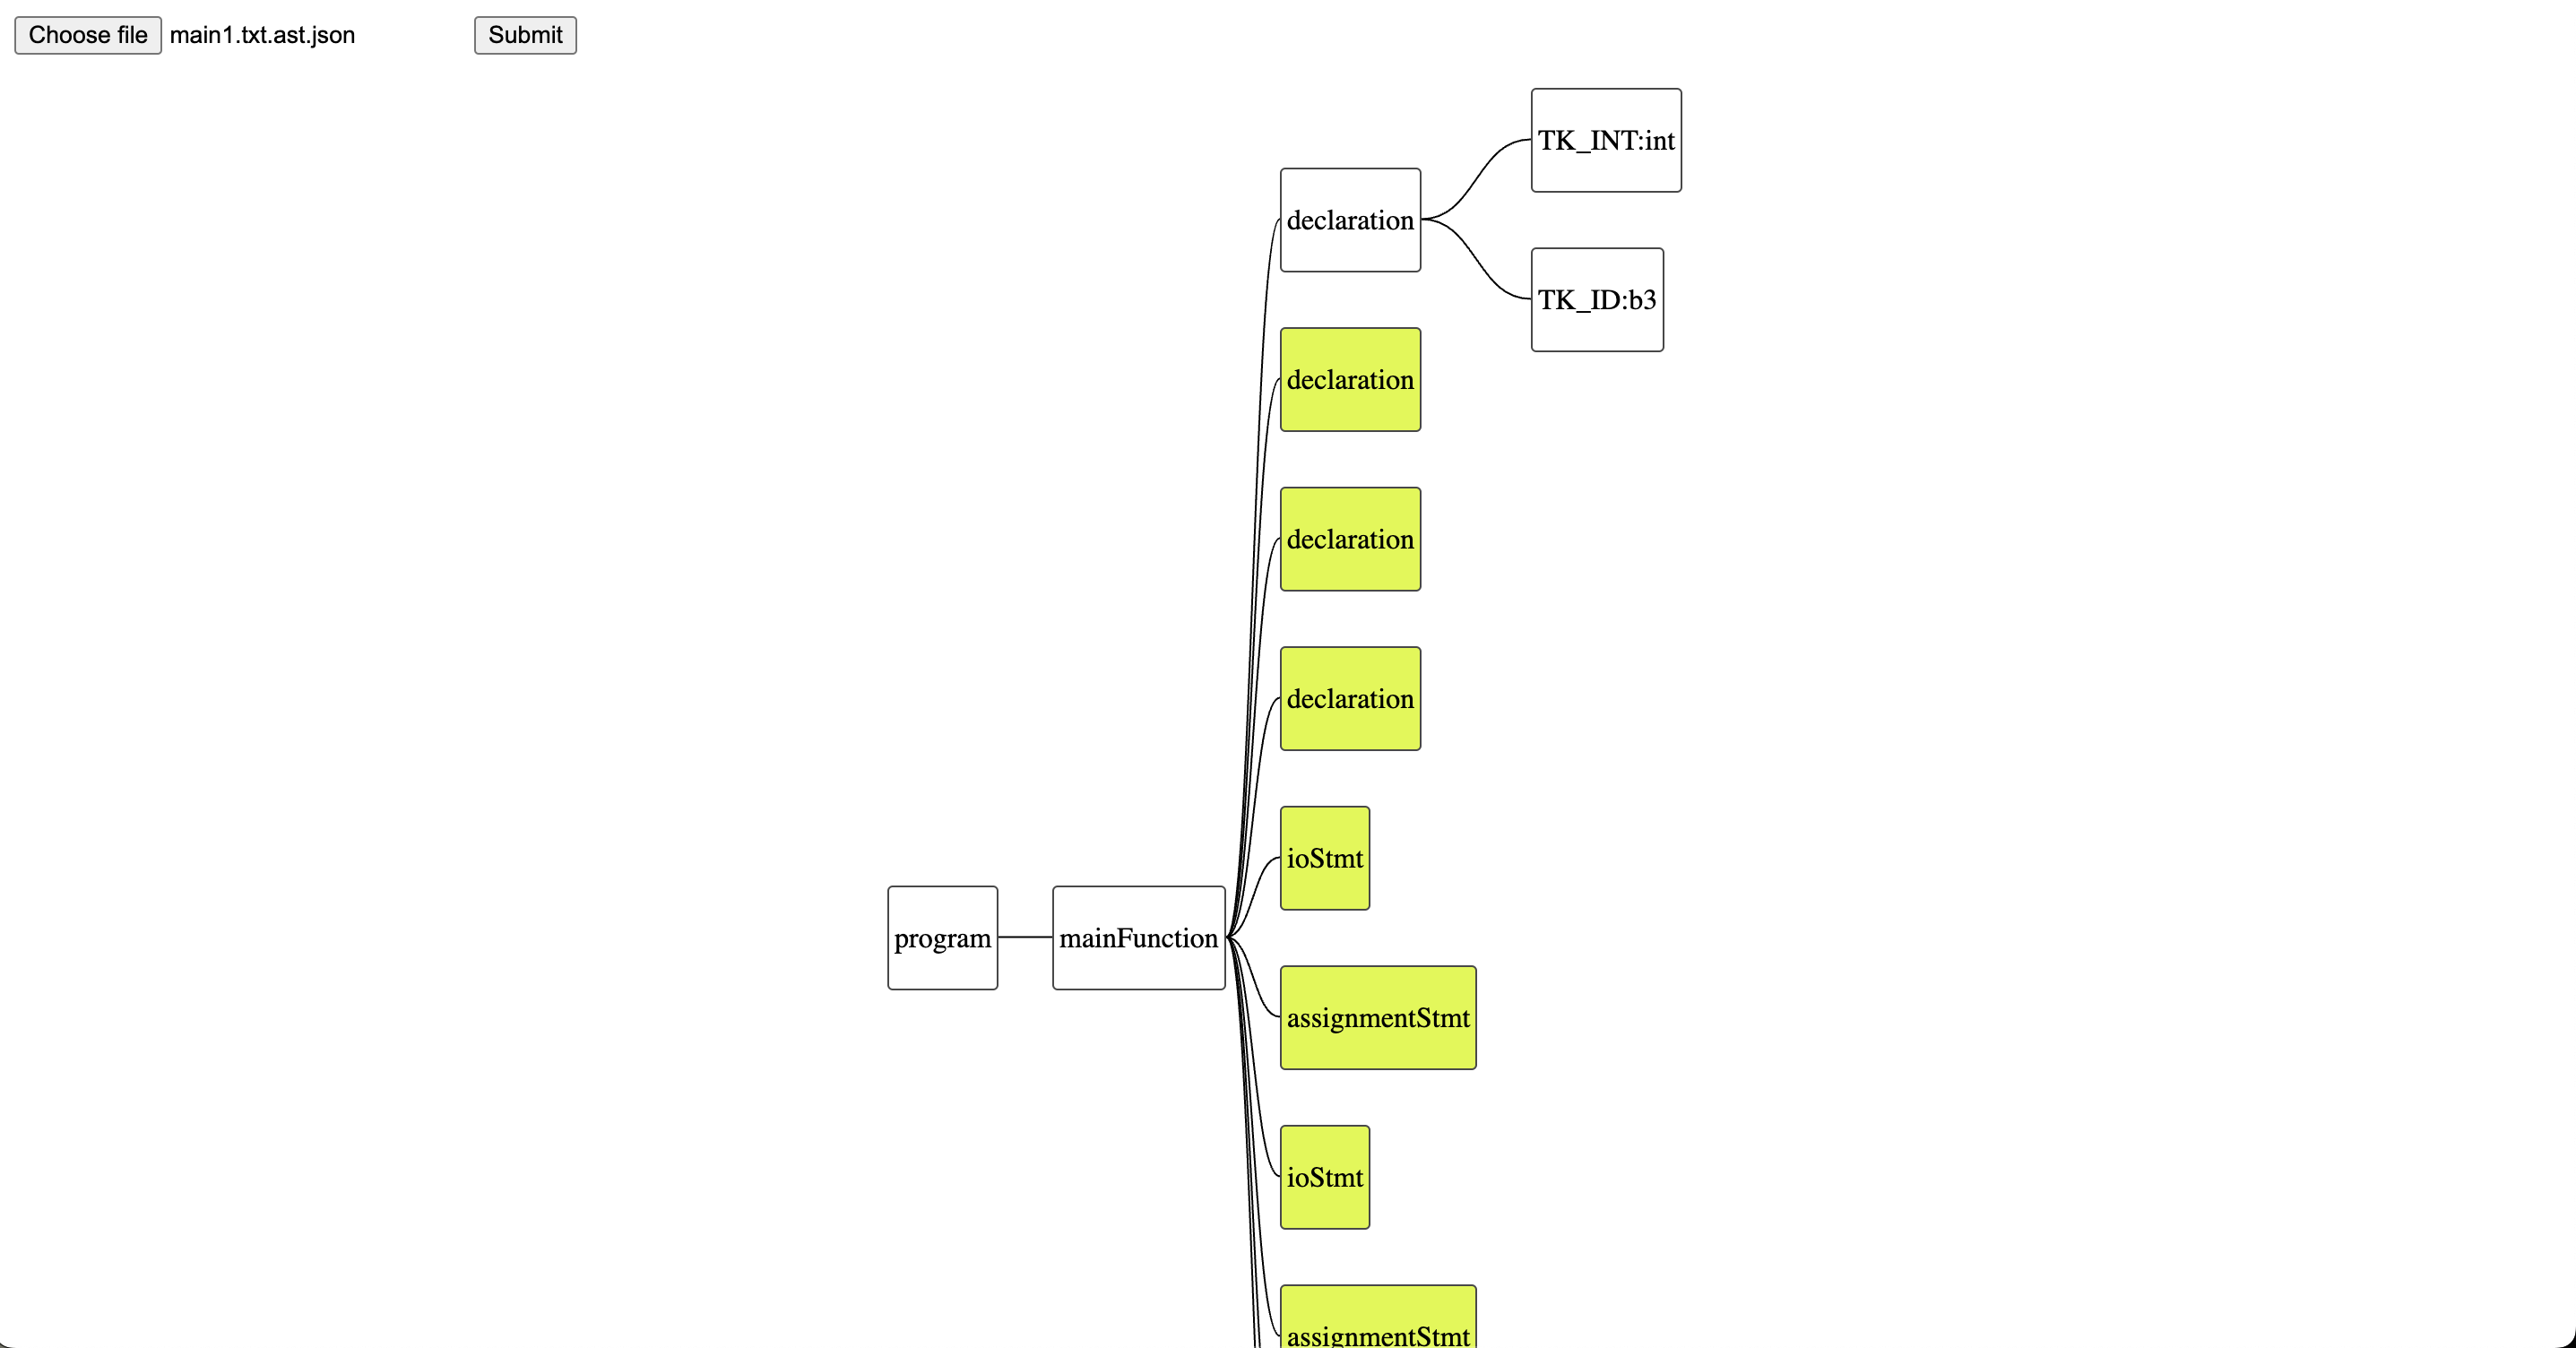 Choose file main1.txt.ast.json Submit
TK_INT:int
declaration
TK_ID:b3
declaration
declaration
declaration
ioStmt
program mainFunction
assignmentStmt
ioStmt
assignmentStmt